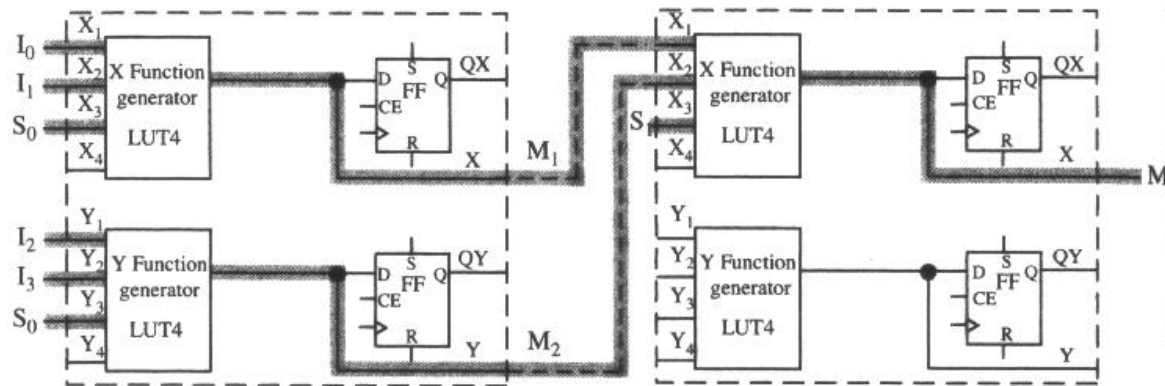 I0
I1
S0
X1
X2
X3
X4
X Function
generator
LUT4
S
D
Q
FF
CE
R
QX
X
M1
I2
I3
S0
Y1
Y2
Y3
Y4
Y Function
generator
LUT4
S
D
Q
FF
CE
R
QY
Y
M2
X1
X2
X3
S1
X4
X Function
generator
LUT4
S
D
Q
FF
CE
R
QX
X
M
Y1
Y2
Y3
Y4
Y Function
generator
LUT4
S
D
Q
FF
CE
R
QY
Y